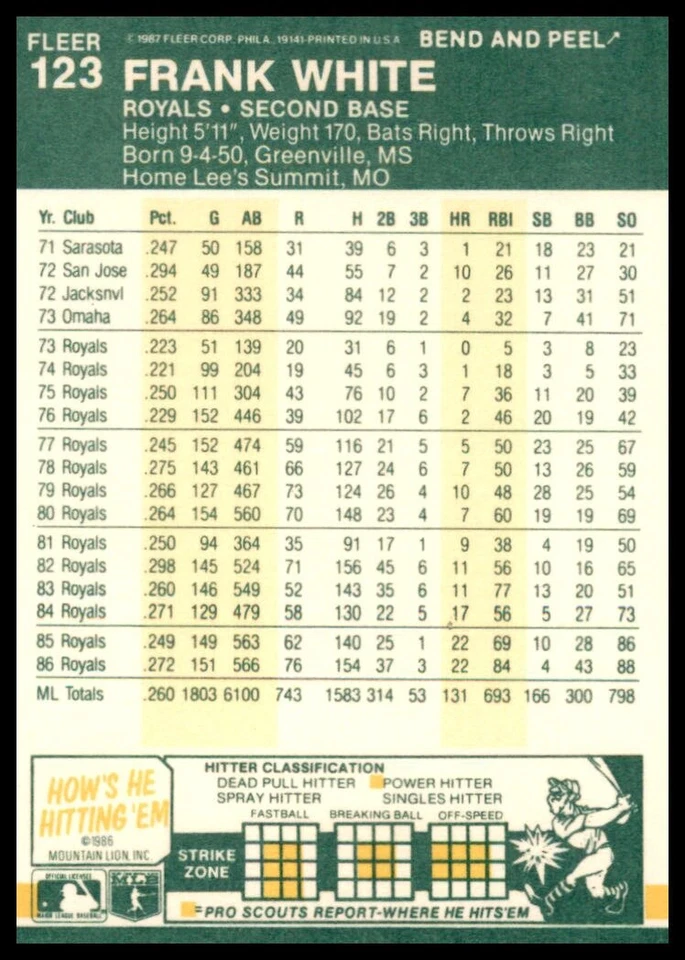 FLEER
© 1987 FLEER CORP. PHILA. 19141-PRINTED IN U.S.A.
BEND AND PEEL
123 FRANK WHITE
ROYALS • SECOND BASE
Height 5'11", Weight 170, Bats Right, Throws Right
Born 9-4-50, Greenville, MS
Home Lee's Summit, MO
Yr. Club Pct. G AB R H 2B 3B HR RBI SB BB SO
71 Sarasota .247 50 158 31 39 6 3 1 21 18 23 21
72 San Jose .294 49 187 44 55 7 2 10 26 11 27 30
72 Jacksnvl .252 91 333 34 84 12 2 2 23 13 31 51
73 Omaha .264 86 348 49 92 19 2 4 32 7 41 71
73 Royals .223 51 139 20 31 6 1 0 5 3 8 23
74 Royals .221 99 204 19 45 6 3 1 18 3 5 33
75 Royals .250 111 304 43 76 10 2 7 36 11 20 39
76 Royals .229 152 446 39 102 17 6 2 46 20 19 42
77 Royals .245 152 474 59 116 21 5 5 50 23 25 67
78 Royals .275 143 461 66 127 24 6 7 50 13 26 59
79 Royals .266 127 467 73 124 26 4 10 48 28 25 54
80 Royals .264 154 560 70 148 23 4 7 60 19 19 69
81 Royals .250 94 364 35 91 17 1 9 38 4 19 50
82 Royals .298 145 524 71 156 45 6 11 56 10 16 65
83 Royals .260 146 549 52 143 35 6 11 77 13 20 51
84 Royals .271 129 479 58 130 22 5 17 56 5 27 73
85 Royals .249 149 563 62 140 25 1 22 69 10 28 86
86 Royals .272 151 566 76 154 37 3 22 84 4 43 88
ML Totals .260 1803 6100 743 1583 314 53 131 693 166 300 798
HOW'S HE
HITTING 'EM
©1986
MOUNTAIN LION, INC.
HITTER CLASSIFICATION
DEAD PULL HITTER POWER HITTER
SPRAY HITTER SINGLES HITTER
FASTBALL BREAKING BALL OFF-SPEED
STRIKE
ZONE
=PRO SCOUTS REPORT-WHERE HE HITS'EM
OFFICIAL LICENSEE
MAJOR LEAGUE BASEBALL
MLB